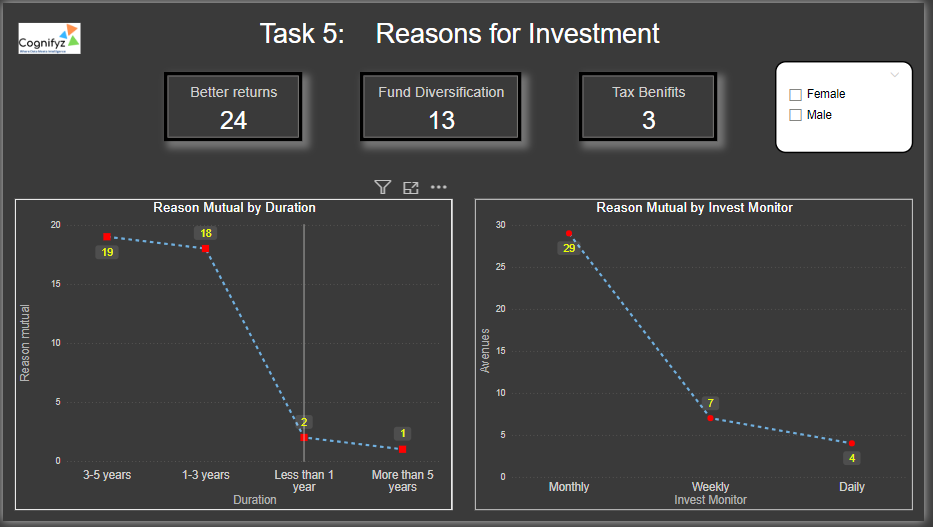 Cognifyz
Task 5: Reasons for Investment
Better returns
24
Fund Diversification
13
Tax Benifits
3
Female
Male
Reason Mutual by Duration
Reason mutual
20
15
10
5
0
19
18
2
1
3-5 years
1-3 years
Less than 1
year
More than 5
years
Duration
Reason Mutual by Invest Monitor
Avenues
30
25
20
15
10
5
0
29
7
4
Monthly
Weekly
Daily
Invest Monitor